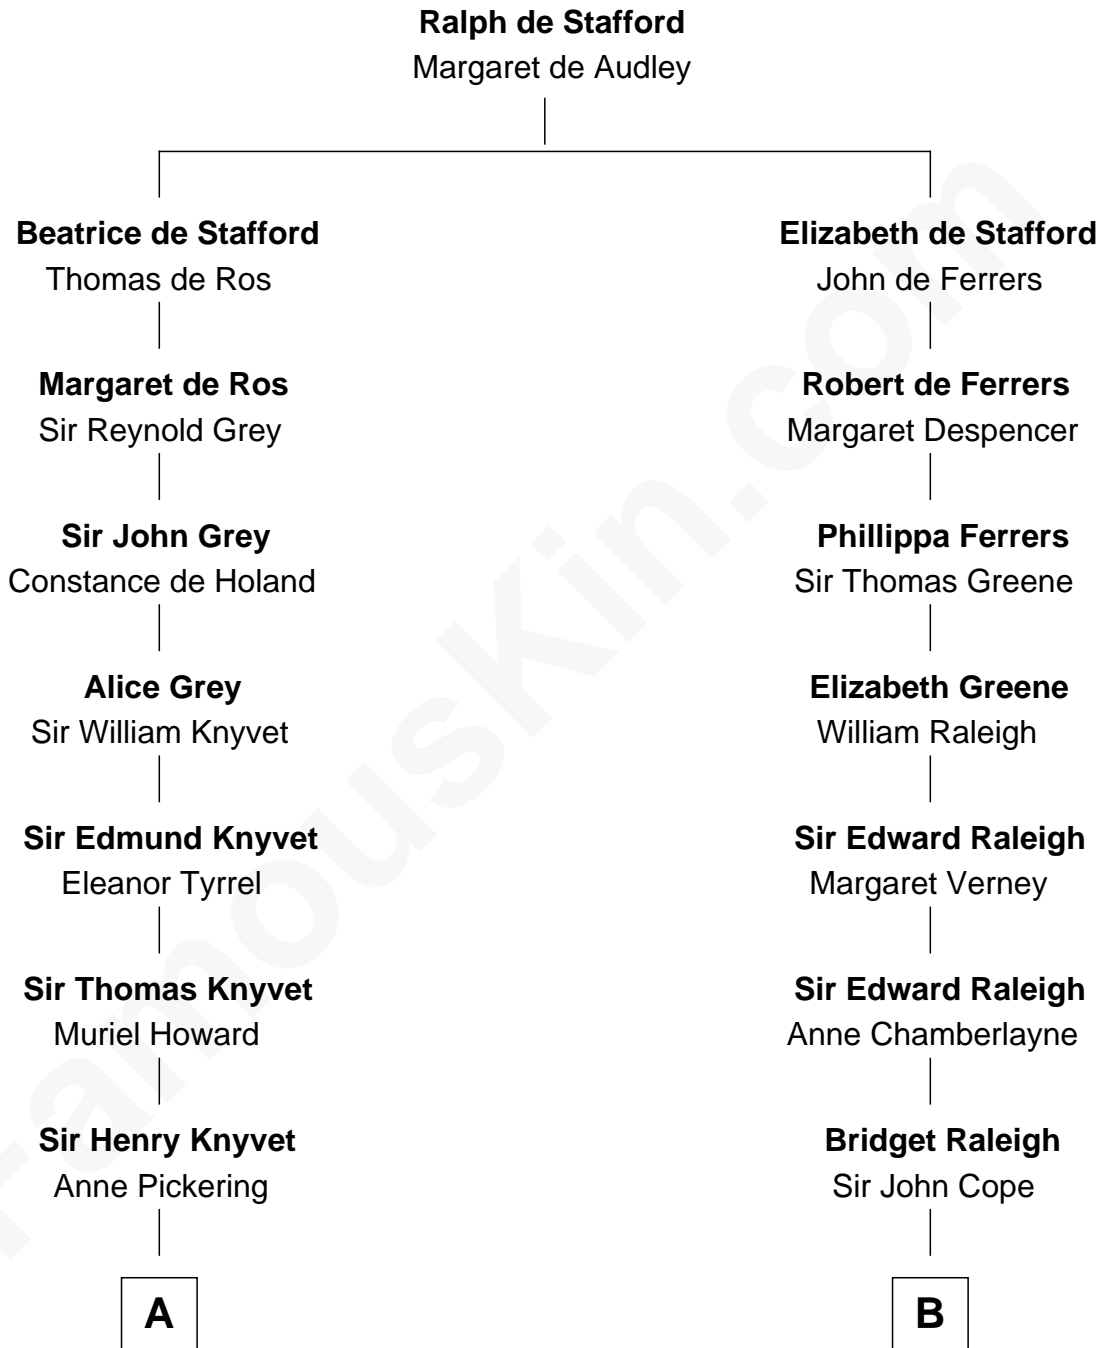 Ralph de Stafford
Margaret de Audley
Beatrice de Stafford
Thomas de Ros
Elizabeth de Stafford
John de Ferrers
Margaret de Ros
Sir Reynold Grey
Robert de Ferrers
Margaret Despencer
Sir John Grey
Constance de Holand
Phillippa Ferrers
Sir Thomas Greene
Alice Grey
Sir William Knyvet
Elizabeth Greene
William Raleigh
Sir Edmund Knyvet
Eleanor Tyrrel
Sir Edward Raleigh
Margaret Verney
Sir Thomas Knyvet
Muriel Howard
Sir Edward Raleigh
Anne Chamberlayne
Sir Henry Knyvet
Anne Pickering
Bridget Raleigh
Sir John Cope
A
B
FamousKin.com